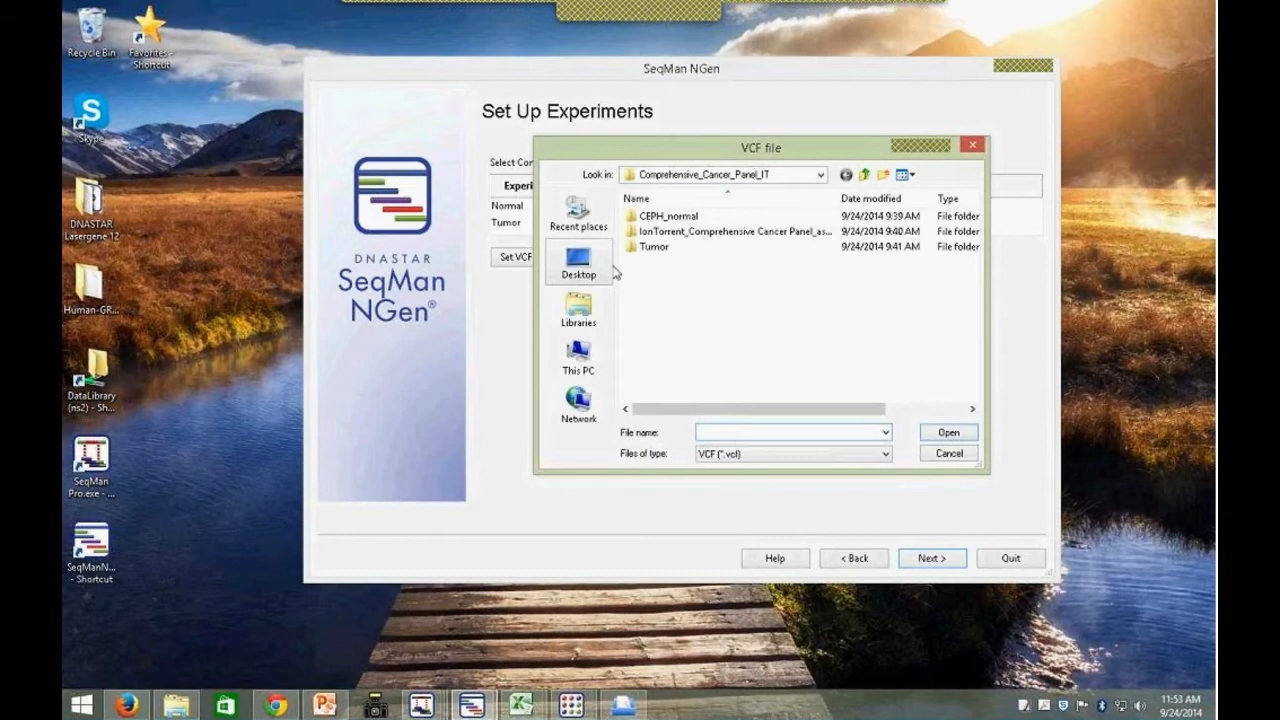 Recycle Bin
Favorites -
Shortcut
Skype
DNASTAR
Lasergene 12
Human-GR...
DataLibrary
(ns2) - Sh...
SeqMan
Pro.exe - ...
SeqManN...
- Shortcut
SeqMan NGen
Set Up Experiments
DNASTAR
SeqMan
NGen®
Select Con
Experi
Normal
Tumor
Set VCF
VCF file
Look in:
Comprehensive_Cancer_Panel_IT
Name Date modified Type
CEPH_normal 9/24/2014 9:39 AM File folder
IonTorrent_Comprehensive Cancer Panel_as... 9/24/2014 9:40 AM File folder
Tumor 9/24/2014 9:41 AM File folder
Recent places
Desktop
Libraries
This PC
Network
File name: Open
Files of type: VCF (*.vcf) Cancel
Help < Back Next > Quit
11:53 AM
9/24/2014